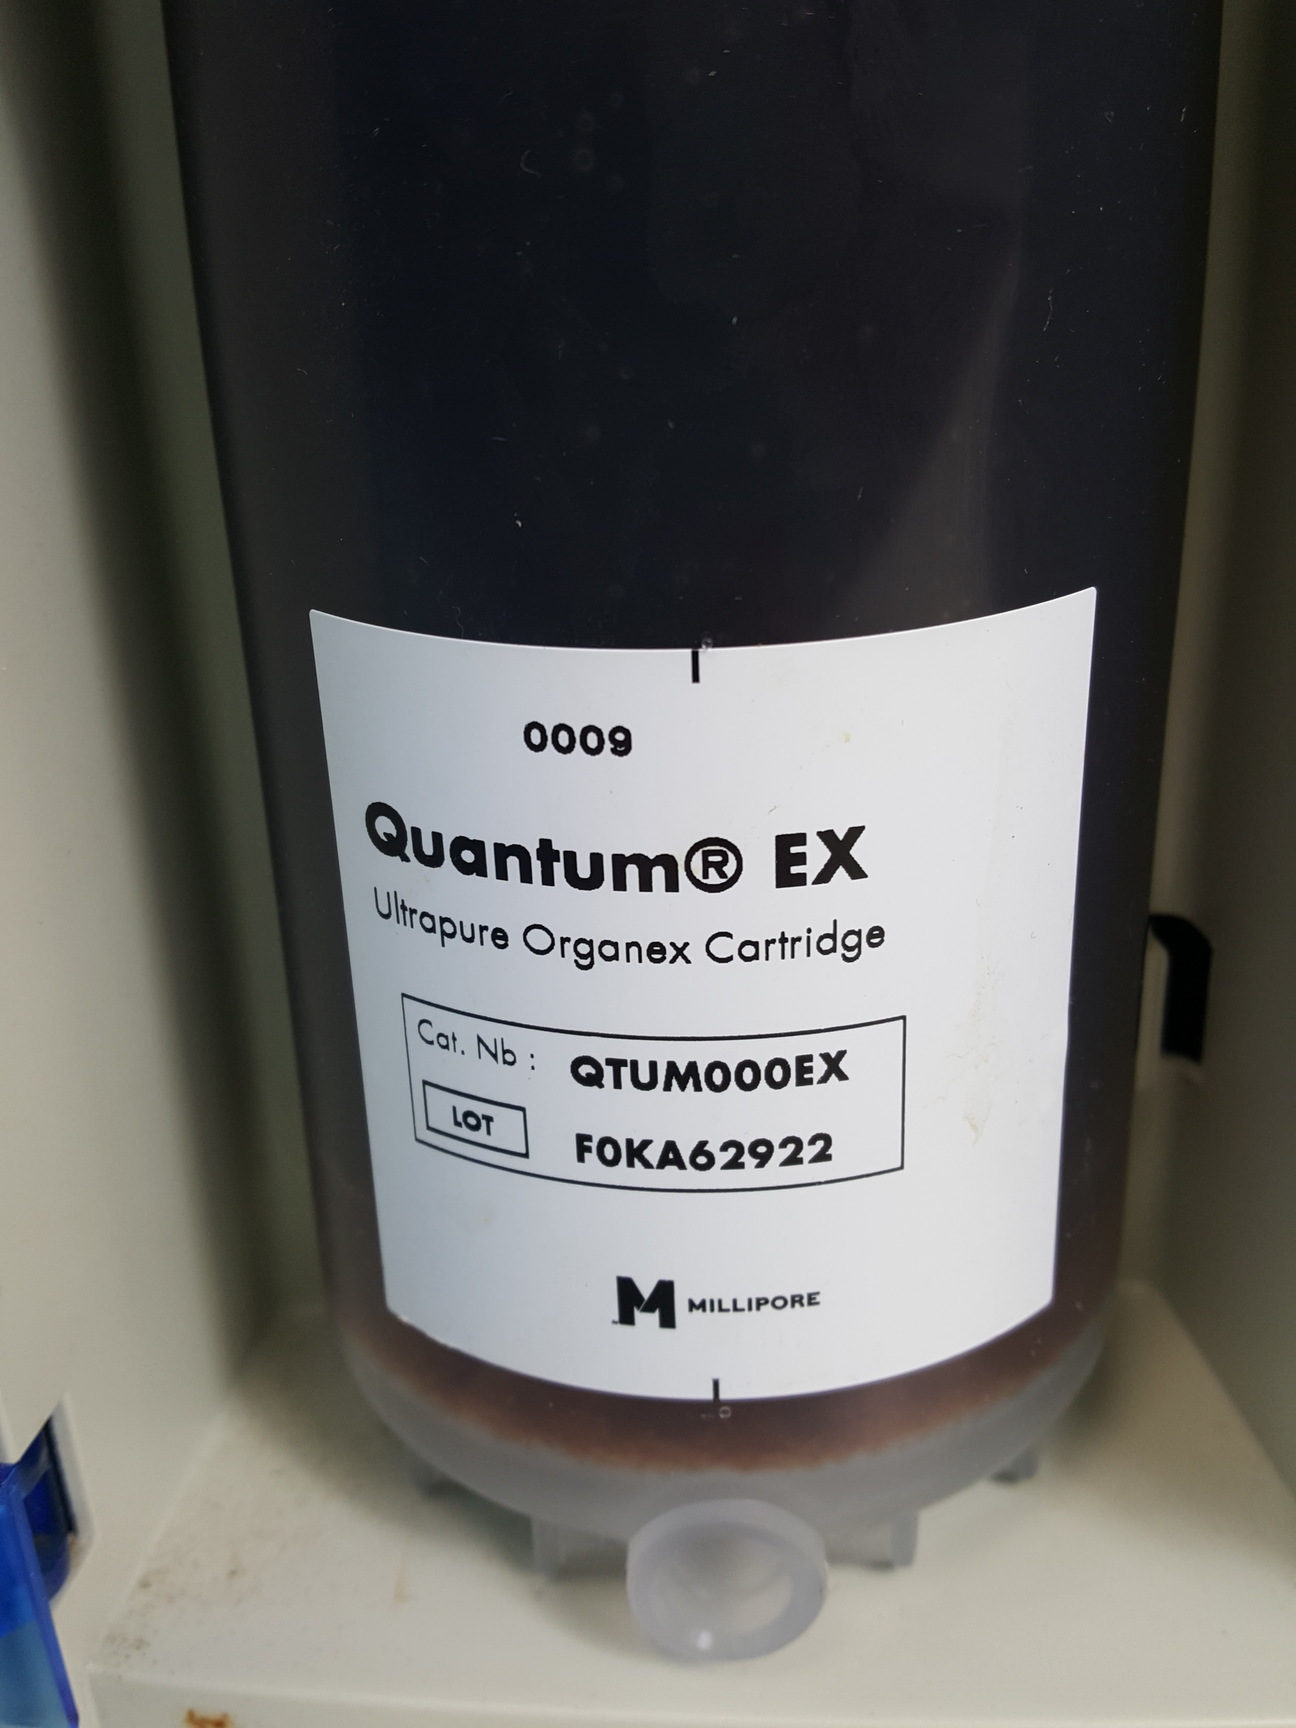 0009
Quantum® EX
Ultrapure Organex Cartridge
Cat. Nb : QTUM000EX
LOT F0KA62922
M MILLIPORE